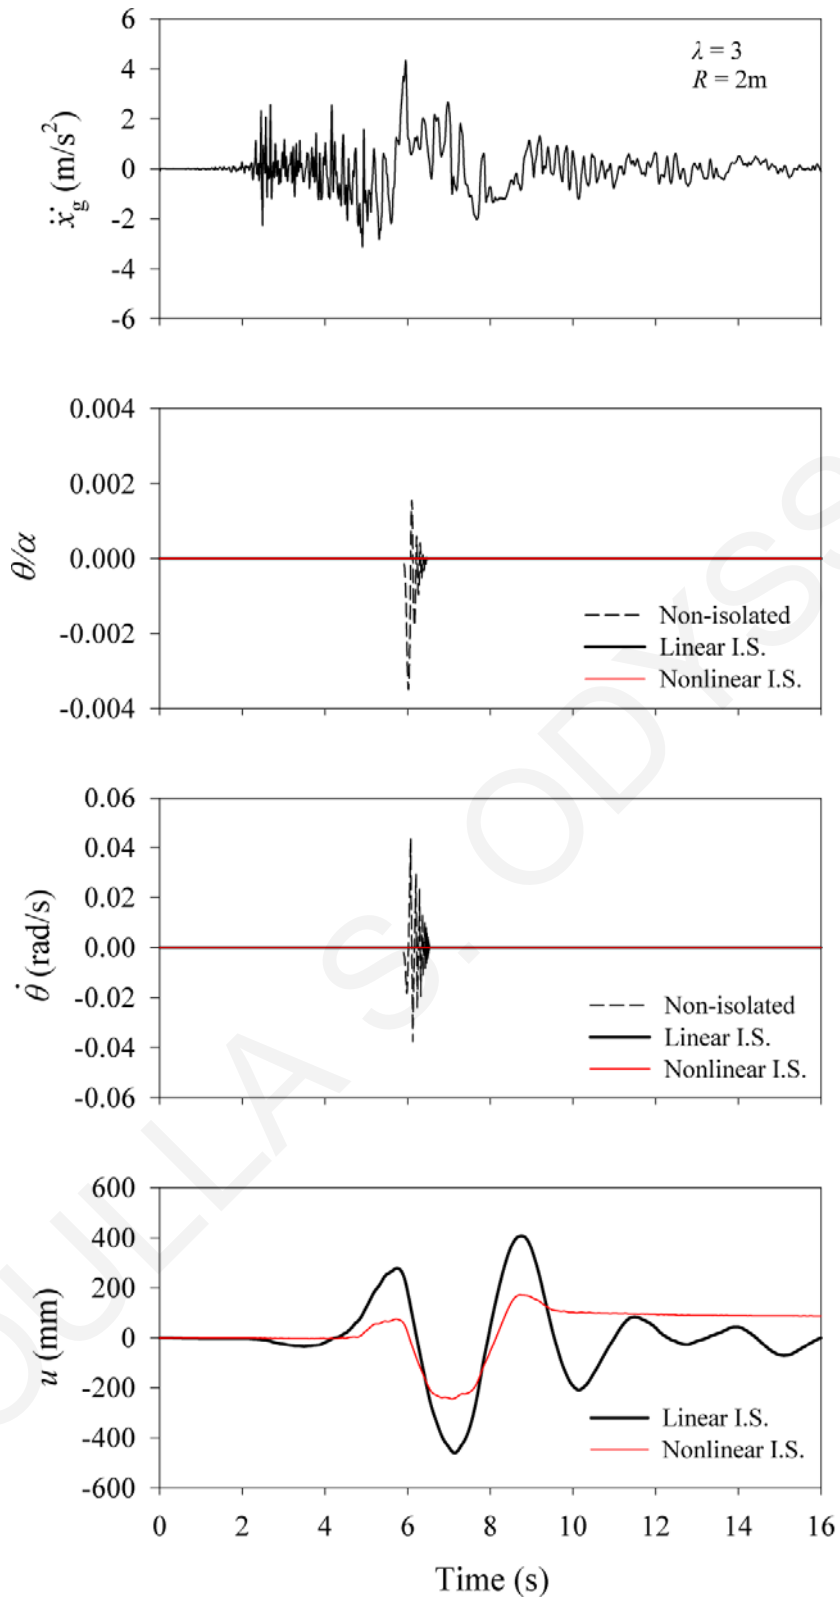 6
4
2
0
-2
-4
-6
ẍg (m/s²)
λ = 3
R = 2m
0.004
0.002
0.000
-0.002
-0.004
θ/α
Non-isolated
Linear I.S.
Nonlinear I.S.
0.06
0.04
0.02
0.00
-0.02
-0.04
-0.06
θ̇ (rad/s)
Non-isolated
Linear I.S.
Nonlinear I.S.
600
400
200
0
-200
-400
-600
u (mm)
Linear I.S.
Nonlinear I.S.
0 2 4 6 8 10 12 14 16
Time (s)
OULLA S. ODYSS